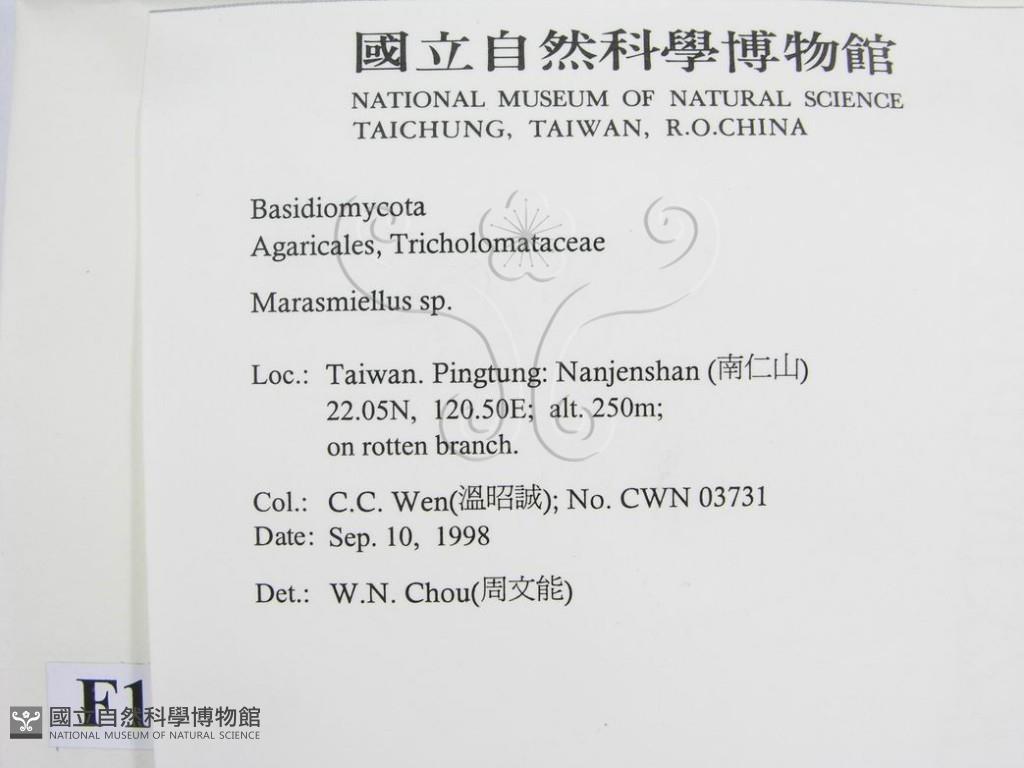 國立自然科學博物館
NATIONAL MUSEUM OF NATURAL SCIENCE
TAICHUNG, TAIWAN, R.O.CHINA
Basidiomycota
Agaricales, Tricholomataceae
Marasmiellus sp.
Loc.: Taiwan. Pingtung: Nanjenshan (南仁山)
22.05N, 120.50E; alt. 250m;
on rotten branch.
Col.: C.C. Wen(溫昭誠); No. CWN 03731
Date: Sep. 10, 1998
Det.: W.N. Chou(周文能)
F1
國立自然科學博物館
NATIONAL MUSEUM OF NATURAL SCIENCE